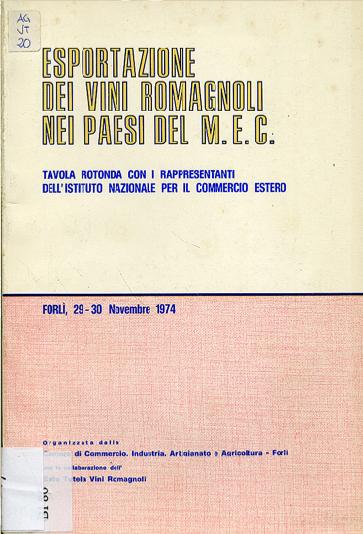 AG
VT
20
ESPORTAZIONE
DEI VINI ROMAGNOLI
NEI PAESI DEL M.E.C.
TAVOLA ROTONDA CON I RAPPRESENTANTI
DELL'ISTITUTO NAZIONALE PER IL COMMERCIO ESTERO
FORLÌ, 29-30 Novembre 1974
Organizzata dalla
di Commercio, Industria, Artigianato e Agricoltura - Forlì
collaborazione dell'
Tutela Vini Romagnoli